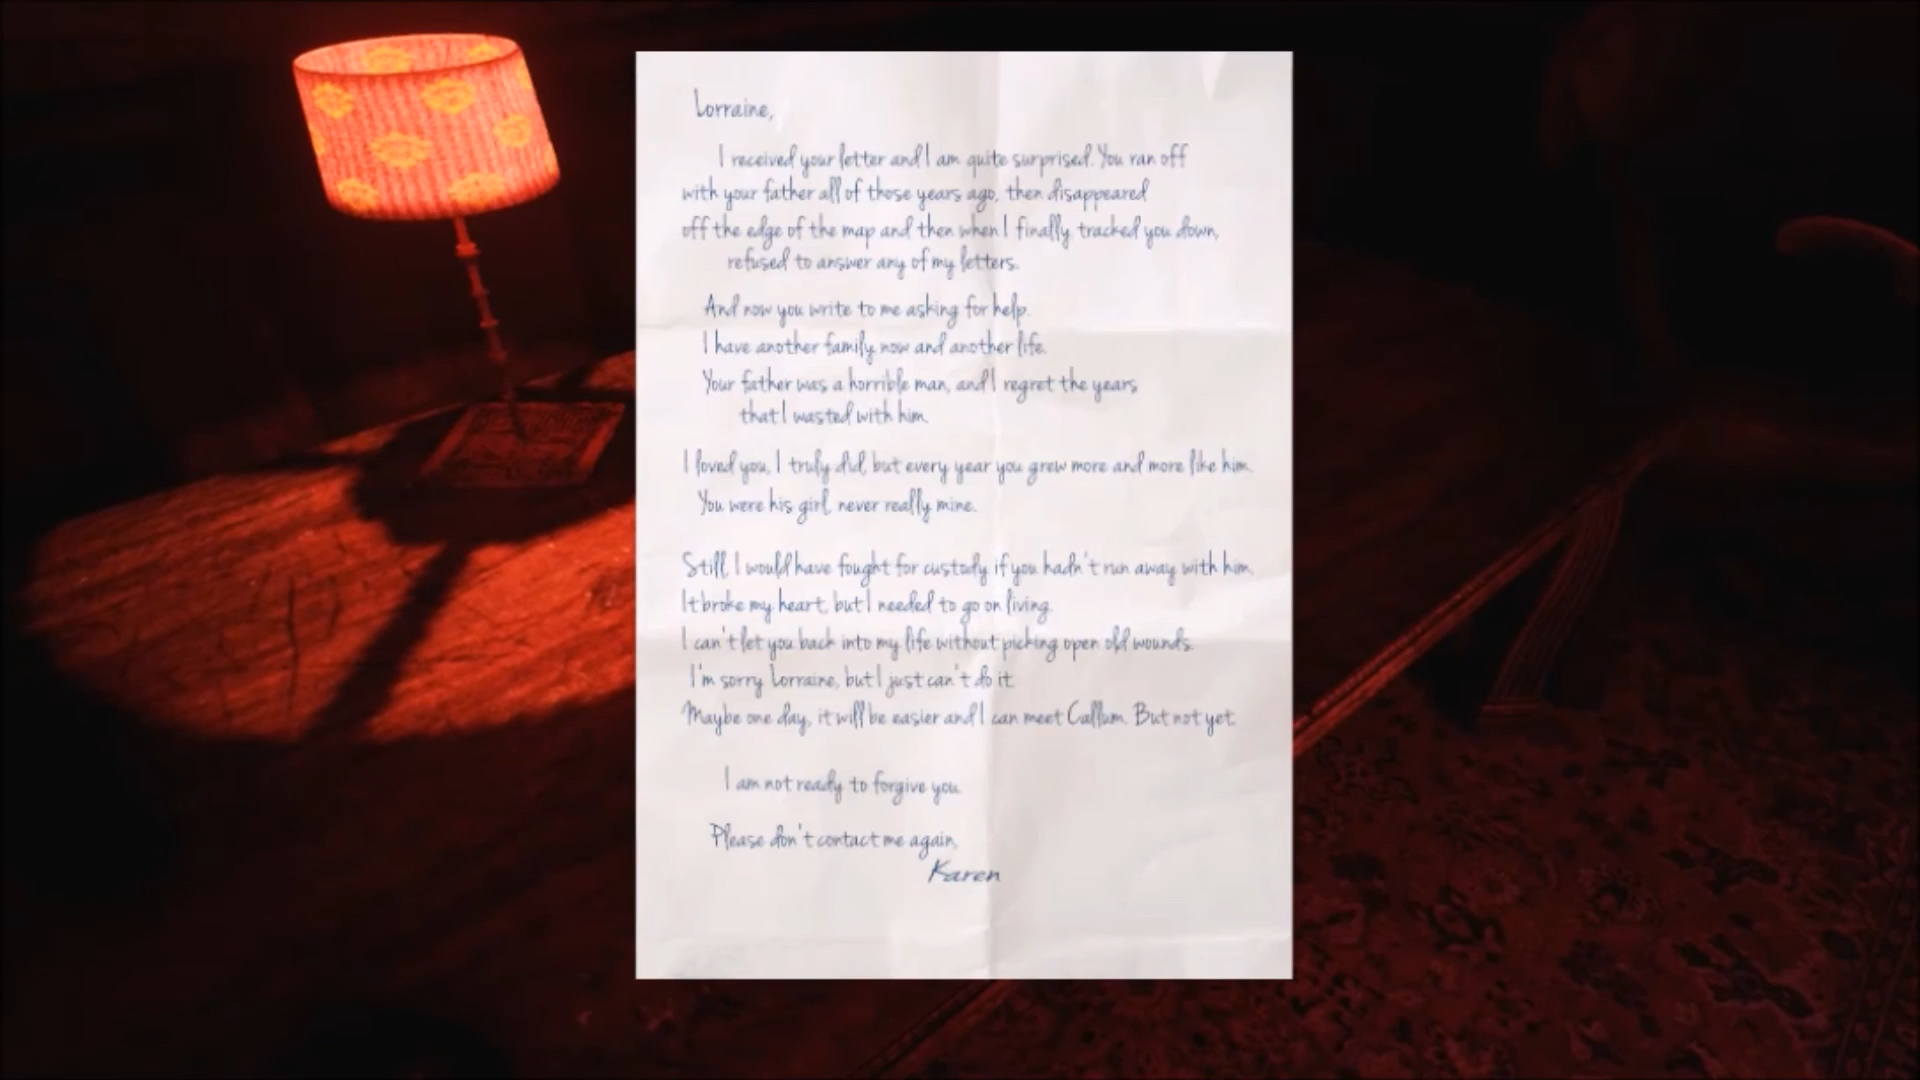 Lorraine,
I received your letter and I am quite surprised. You ran off
with your father all of those years ago, then disappeared
off the edge of the map and then when I finally tracked you down,
refused to answer any of my letters.
And now you write to me asking for help.
I have another family now and another life.
Your father was a horrible man, and I regret the years
that I wasted with him.
I loved you, I truly did, but every year you grew more and more like him.
You were his girl, never really mine.
Still, I would have fought for custody if you hadn't run away with him.
It broke my heart, but I needed to go on living.
I can't let you back into my life without picking open old wounds.
I'm sorry Lorraine, but I just can't do it.
Maybe one day, it will be easier and I can meet Callum. But not yet.
I am not ready to forgive you.
Please don't contact me again,
Karen